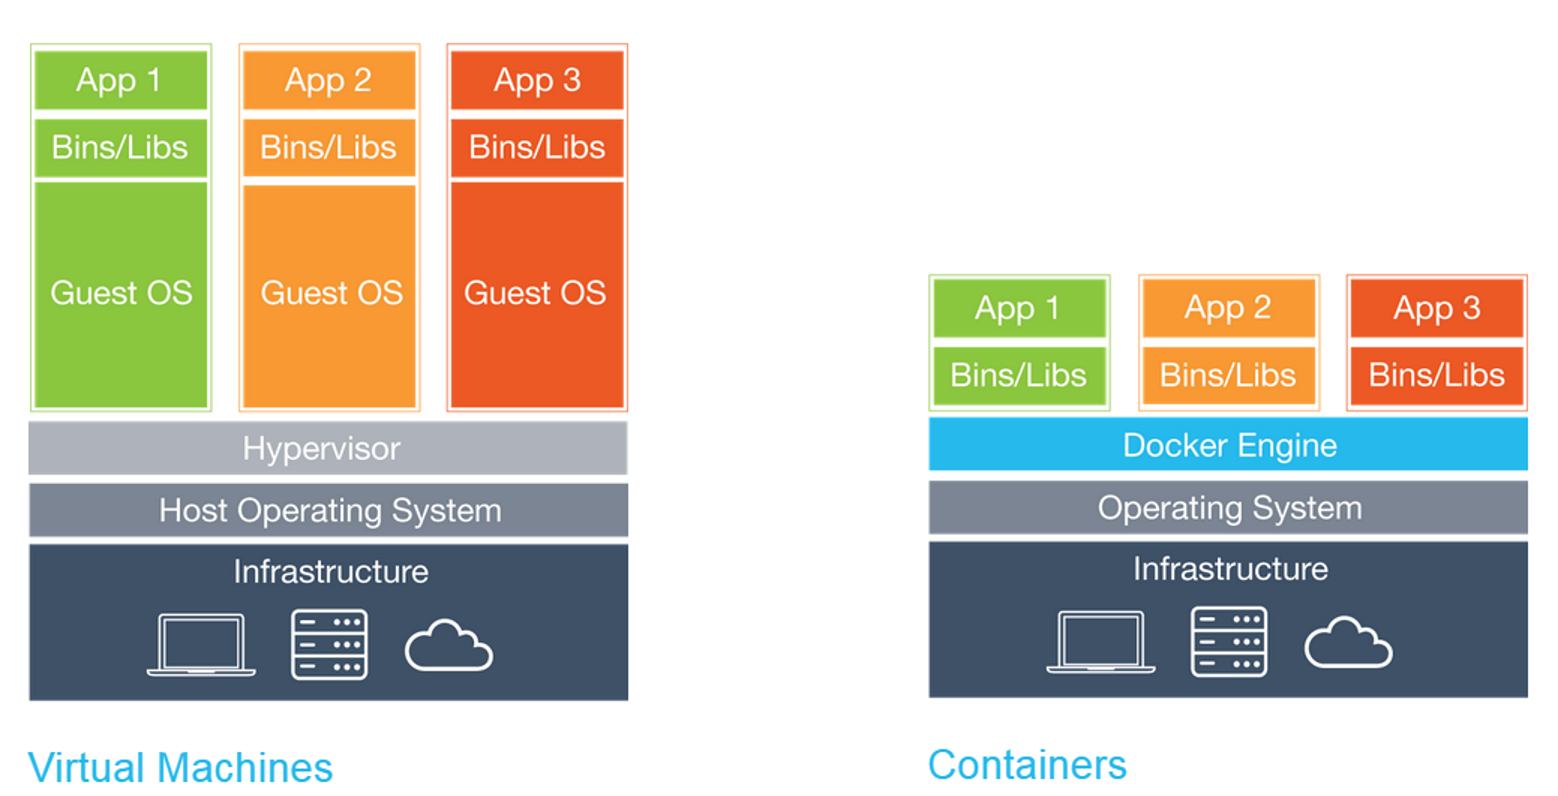 App 1
App 2
App 3
Bins/Libs
Bins/Libs
Bins/Libs
Guest OS
Guest OS
Guest OS
Hypervisor
Host Operating System
Infrastructure
Virtual Machines
App 1
App 2
App 3
Bins/Libs
Bins/Libs
Bins/Libs
Docker Engine
Operating System
Infrastructure
Containers